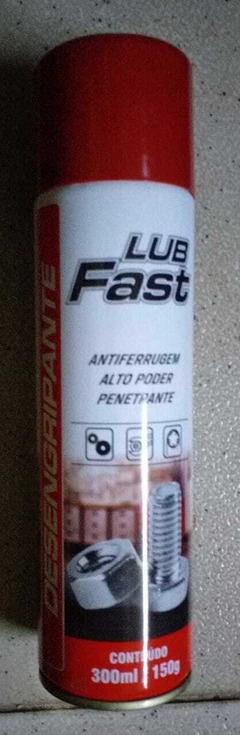 LUB
Fast
ANTIFERRUGEM
ALTO PODER
PENETRANTE
DESENGRIPANTE
CONTEÚDO
300ml 150g